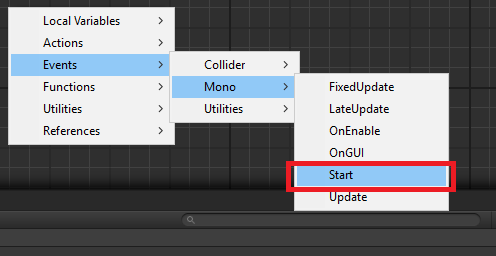 Local Variables
Actions
Events
Functions
Utilities
References
Collider
Mono
Utilities
FixedUpdate
LateUpdate
OnEnable
OnGUI
Start
Update